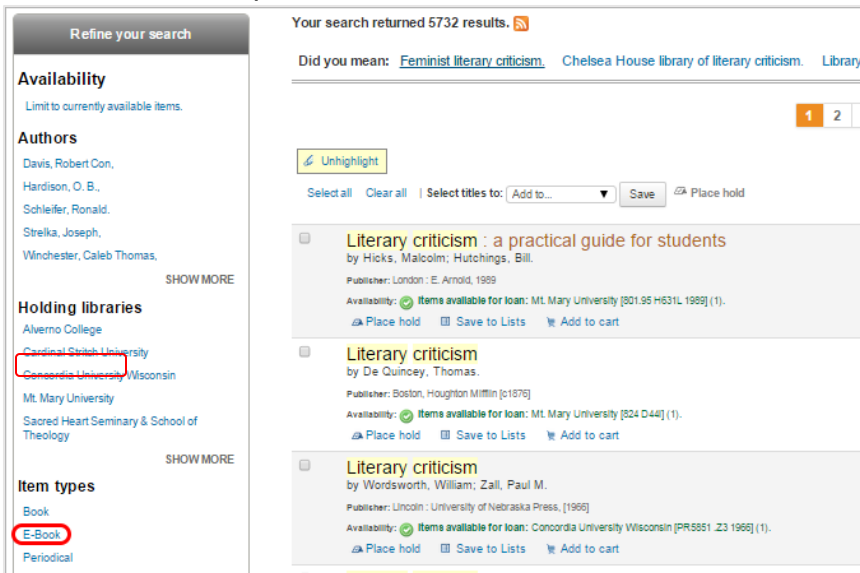 Refine your search
Availability
Limit to currently available items.
Authors
Davis, Robert Con,
Hardison, O. B.,
Schleifer, Ronald.
Strelka, Joseph,
Winchester, Caleb Thomas,
SHOW MORE
Holding libraries
Alverno College
Cardinal Stritch University
Concordia University Wisconsin
Mt. Mary University
Sacred Heart Seminary & School of
Theology
SHOW MORE
Item types
Book
E-Book
Periodical
Your search returned 5732 results.
Did you mean: Feminist literary criticism. Chelsea House library of literary criticism. Library
1 2
Unhighlight
Select all Clear all | Select titles to: Add to... Save Place hold
Literary criticism : a practical guide for students
by Hicks, Malcolm; Hutchings, Bill.
Publisher: London : E. Arnold, 1989
Availability: Items available for loan: Mt. Mary University [801.95 H631L 1989] (1).
Place hold Save to Lists Add to cart
Literary criticism
by De Quincey, Thomas.
Publisher: Boston, Houghton Mifflin [c1876]
Availability: Items available for loan: Mt. Mary University [824 D44l] (1).
Place hold Save to Lists Add to cart
Literary criticism
by Wordsworth, William; Zall, Paul M.
Publisher: Lincoln : University of Nebraska Press, [1966]
Availability: Items available for loan: Concordia University Wisconsin [PR5851 .Z3 1966] (1).
Place hold Save to Lists Add to cart